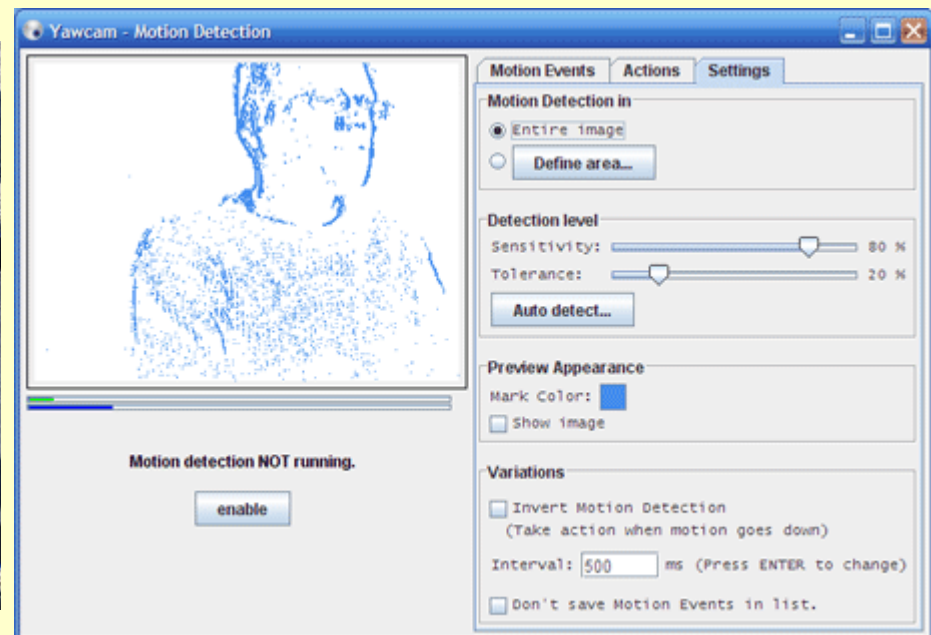 Yawcam - Motion Detection
Motion Events Actions Settings
Motion Detection in
Entire image
Define area...
Detection level
Sensitivity: 80 %
Tolerance: 20 %
Auto detect...
Preview Appearance
Mark Color:
Show image
Motion detection NOT running.
enable
Variations
Invert Motion Detection
(Take action when motion goes down)
Interval: 500 ms (Press ENTER to change)
Don't save Motion Events in list.